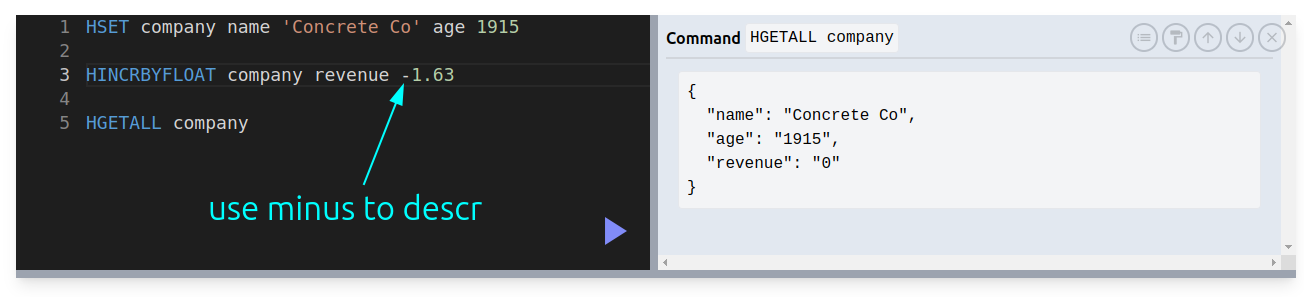 1 HSET company name 'Concrete Co' age 1915
2
3 HINCRBYFLOAT company revenue -1.63
4
5 HGETALL company
use minus to descr
Command HGETALL company
{
"name": "Concrete Co",
"age": "1915",
"revenue": "0"
}